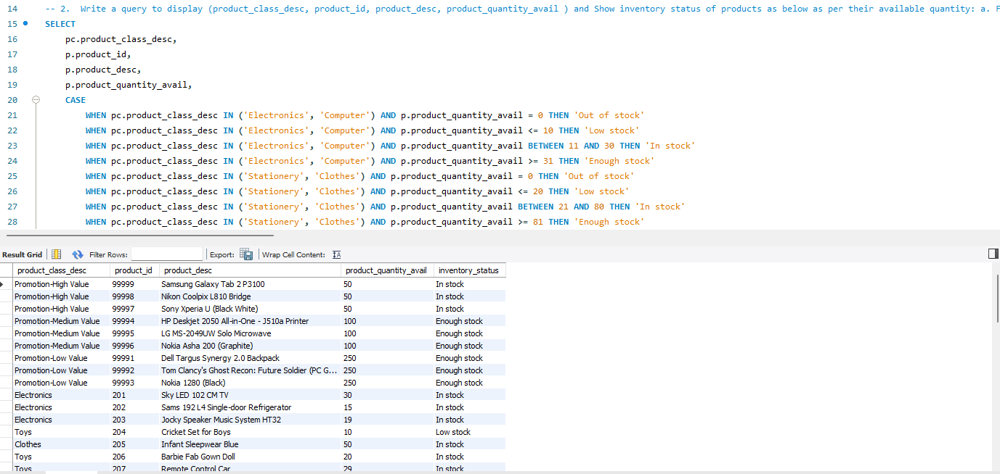 14 -- 2.  Write a query to display (product_class_desc, product_id, product_desc, product_quantity_avail ) and Show inventory status of products as below as per their available quantity: a. F
15 SELECT
16 pc.product_class_desc,
17 p.product_id,
18 p.product_desc,
19 p.product_quantity_avail,
20 CASE
21 WHEN pc.product_class_desc IN ('Electronics', 'Computer') AND p.product_quantity_avail = 0 THEN 'Out of stock'
22 WHEN pc.product_class_desc IN ('Electronics', 'Computer') AND p.product_quantity_avail <= 10 THEN 'Low stock'
23 WHEN pc.product_class_desc IN ('Electronics', 'Computer') AND p.product_quantity_avail BETWEEN 11 AND 30 THEN 'In stock'
24 WHEN pc.product_class_desc IN ('Electronics', 'Computer') AND p.product_quantity_avail >= 31 THEN 'Enough stock'
25 WHEN pc.product_class_desc IN ('Stationery', 'Clothes') AND p.product_quantity_avail = 0 THEN 'Out of stock'
26 WHEN pc.product_class_desc IN ('Stationery', 'Clothes') AND p.product_quantity_avail <= 20 THEN 'Low stock'
27 WHEN pc.product_class_desc IN ('Stationery', 'Clothes') AND p.product_quantity_avail BETWEEN 21 AND 80 THEN 'In stock'
28 WHEN pc.product_class_desc IN ('Stationery', 'Clothes') AND p.product_quantity_avail >= 81 THEN 'Enough stock'
Result Grid Filter Rows: Export: Wrap Cell Content:
product_class_desc product_id product_desc product_quantity_avail inventory_status
Promotion-High Value 99999 Samsung Galaxy Tab 2 P3100 50 In stock
Promotion-High Value 99998 Nikon Coolpix L810 Bridge 50 In stock
Promotion-High Value 99997 Sony Xperia U (Black White) 50 In stock
Promotion-Medium Value 99994 HP Deskjet 2050 All-in-One - J510a Printer 100 Enough stock
Promotion-Medium Value 99995 LG MS-2049UW Solo Microwave 100 Enough stock
Promotion-Medium Value 99996 Nokia Asha 200 (Graphite) 100 Enough stock
Promotion-Low Value 99991 Dell Targus Synergy 2.0 Backpack 250 Enough stock
Promotion-Low Value 99992 Tom Clancy's Ghost Recon: Future Soldier (PC G... 250 Enough stock
Promotion-Low Value 99993 Nokia 1280 (Black) 250 Enough stock
Electronics 201 Sky LED 102 CM TV 30 In stock
Electronics 202 Sams 192 L4 Single-door Refrigerator 15 In stock
Electronics 203 Jocky Speaker Music System HT32 19 In stock
Toys 204 Cricket Set for Boys 10 Low stock
Clothes 205 Infant Sleepwear Blue 50 In stock
Toys 206 Barbie Fab Gown Doll 20 In stock
Toys 207 Remote Control Car 29 In stock